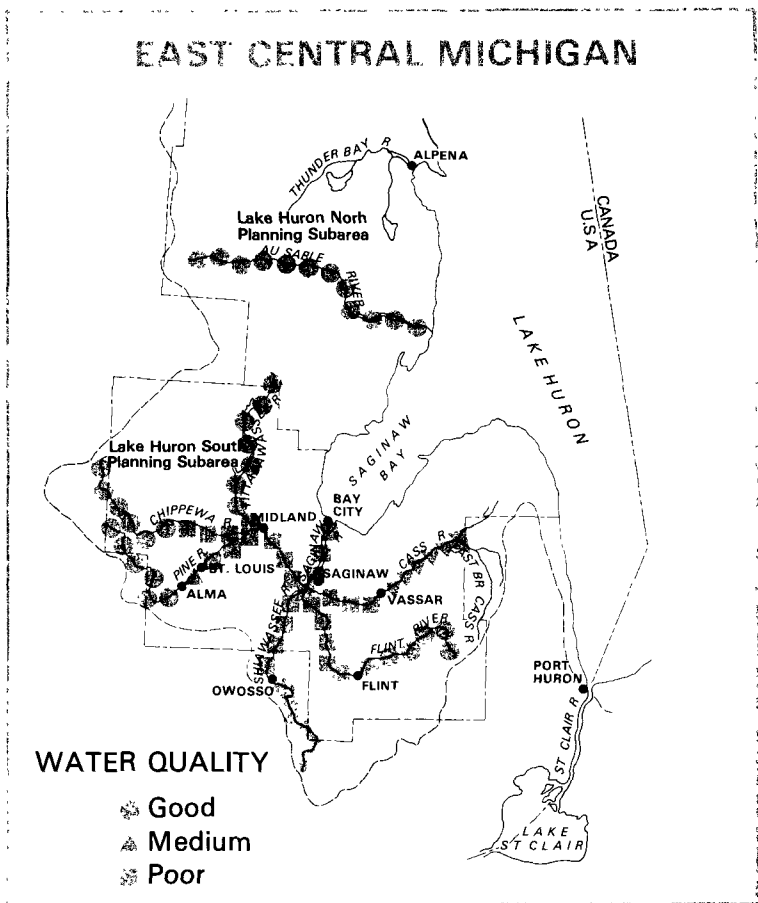 EAST CENTRAL MICHIGAN
THUNDER BAY R
ALPENA
Lake Huron Norh
Planning Subarea
AU SABLE
RIVER
CANADA
U.S.A
LAKE HURON
SAGINAW
BAY
Lake Huron South
Planning Subarea
BAY
CITY
CHIPPEWA R
MIDLAND
SAGINAW
CASS R
PINE R
ST. LOUIS
SAGINAW
ALMA
VASSAR
BR CASS R
SHIAWASSEE
FLINT RIVER
OWOSSO
FLINT
PORT
HURON
ST CLAIR R
WATER QUALITY
Good
Medium
Poor
LAKE
ST CLAIR